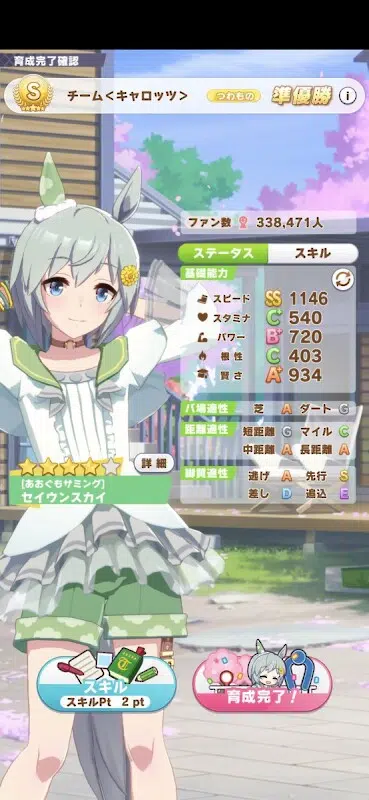 育成完了確認
S
チーム<キャロッツ> つわもの 準優勝 i
ファン数 338,471人
ステータス スキル
基礎能力
スピード SS 1146
スタミナ C+ 540
パワー B+ 720
根性 C 403
賢さ A+ 934
バ場適性 芝 A ダート G
距離適性 短距離 G マイル C
中距離 A 長距離 A
脚質適性 逃げ A 先行 S
差し D 追込 E
詳細
[あおぐもサミング]
セイウンスカイ
スキル
スキルPt 2 pt
育成完了!